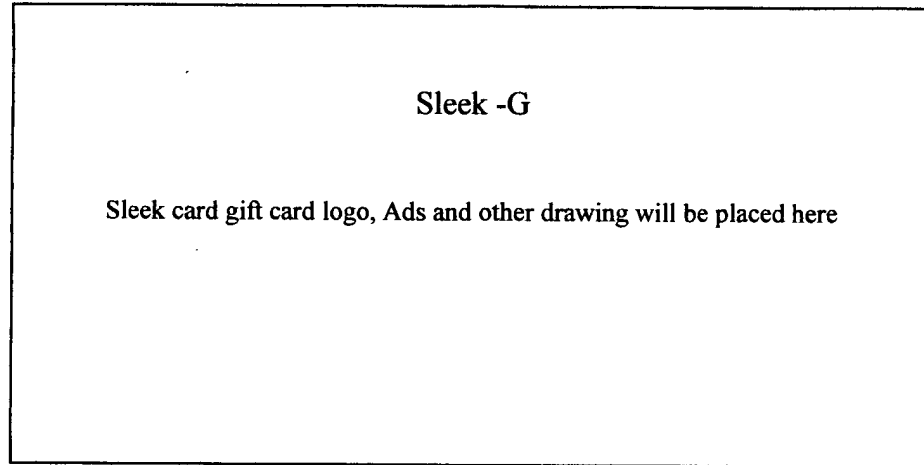 Sleek -G
Sleek card gift card logo, Ads and other drawing will be placed here